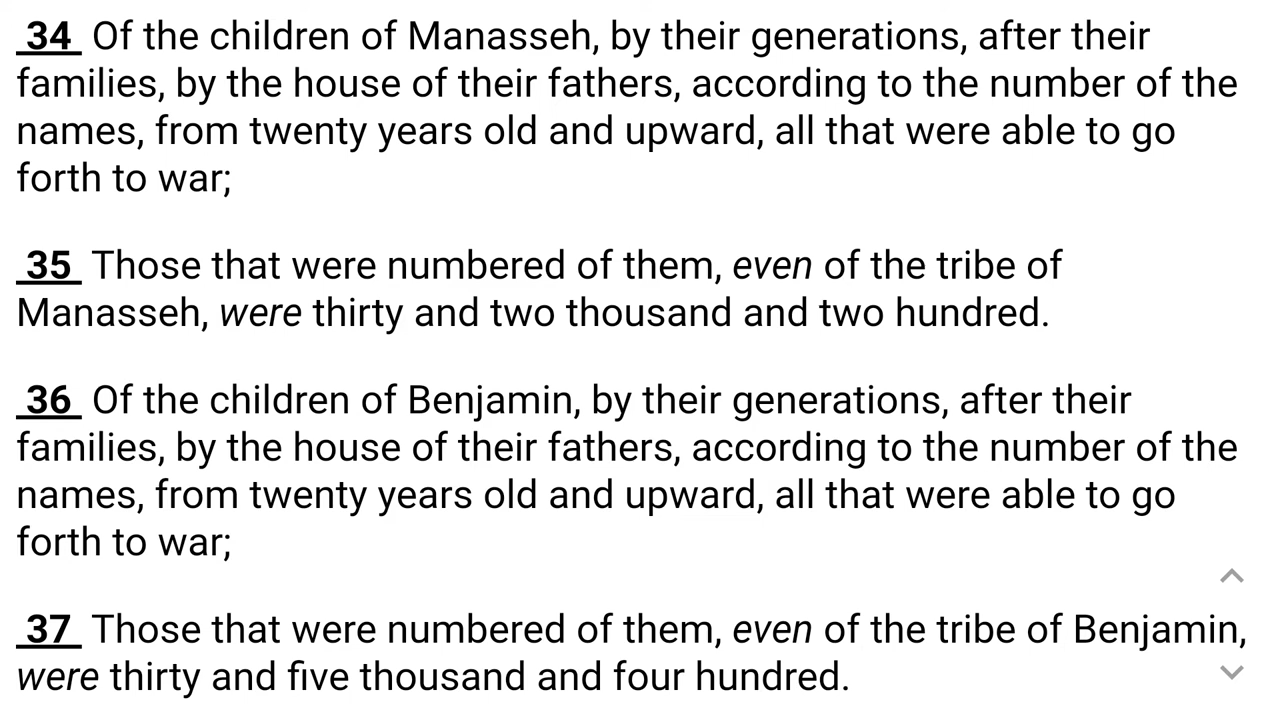 34 Of the children of Manasseh, by their generations, after their
families, by the house of their fathers, according to the number of the
names, from twenty years old and upward, all that were able to go
forth to war;
35 Those that were numbered of them, even of the tribe of
Manasseh, were thirty and two thousand and two hundred.
36 Of the children of Benjamin, by their generations, after their
families, by the house of their fathers, according to the number of the
names, from twenty years old and upward, all that were able to go
forth to war;
37 Those that were numbered of them, even of the tribe of Benjamin,
were thirty and five thousand and four hundred.